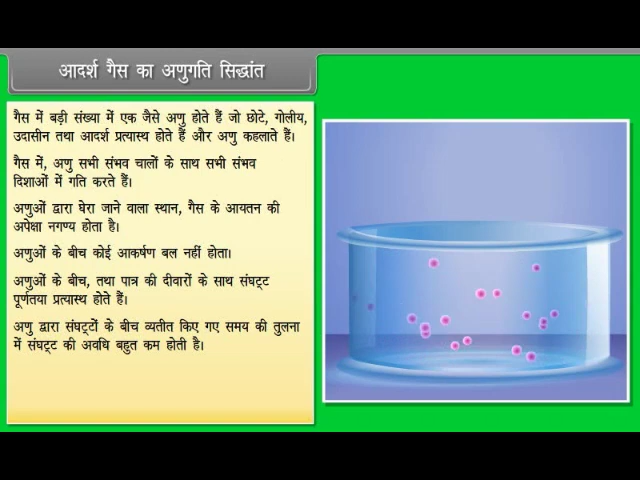 आदर्श गैस का अणुगति सिद्धांत
गैस में बड़ी संख्या में एक जैसे अणु होते हैं जो छोटे, गोलीय,
उदासीन तथा आदर्श प्रत्यास्थ होते हैं और अणु कहलाते हैं।
गैस में, अणु सभी संभव चालों के साथ सभी संभव
दिशाओं में गति करते हैं।
अणुओं द्वारा घेरा जाने वाला स्थान, गैस के आयतन की
अपेक्षा नगण्य होता है।
अणुओं के बीच कोई आकर्षण बल नहीं होता।
अणुओं के बीच, तथा पात्र की दीवारों के साथ संघट्ट
पूर्णतया प्रत्यास्थ होते हैं।
अणु द्वारा संघट्टों के बीच व्यतीत किए गए समय की तुलना
में संघट्ट की अवधि बहुत कम होती है।